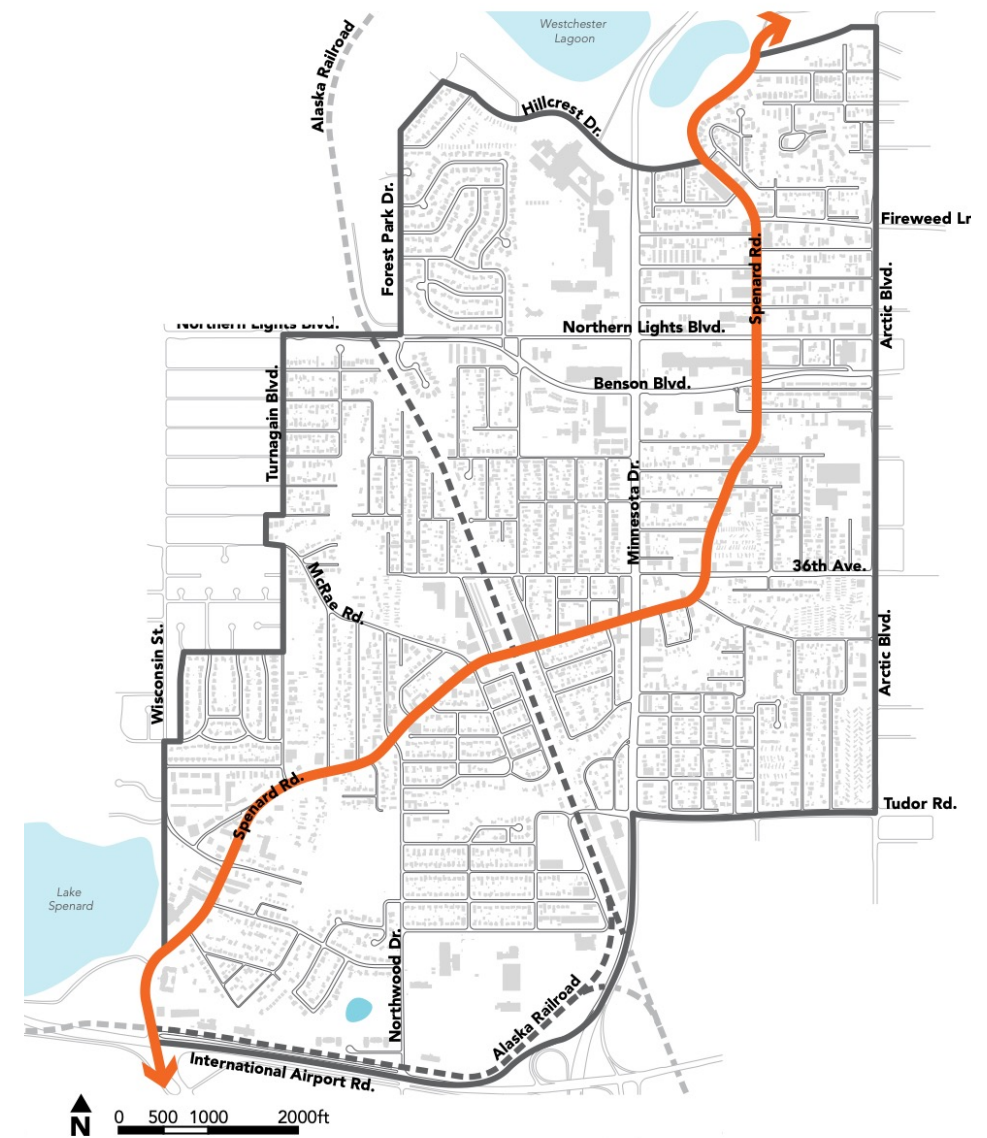 Westchester
Lagoon
Alaska Railroad
Hillcrest Dr.
Forest Park Dr.
Fireweed Ln
Spenard Rd.
Arctic Blvd.
Northern Lights Blvd.
Northern Lights Blvd.
Benson Blvd.
Turnagain Blvd.
Minnesota Dr.
36th Ave.
McRae Rd.
Wisconsin St.
Arctic Blvd.
Spenard Rd.
Tudor Rd.
Lake
Spenard
Northwood Dr.
Alaska Railroad
International Airport Rd.
N
0 500 1000 2000ft